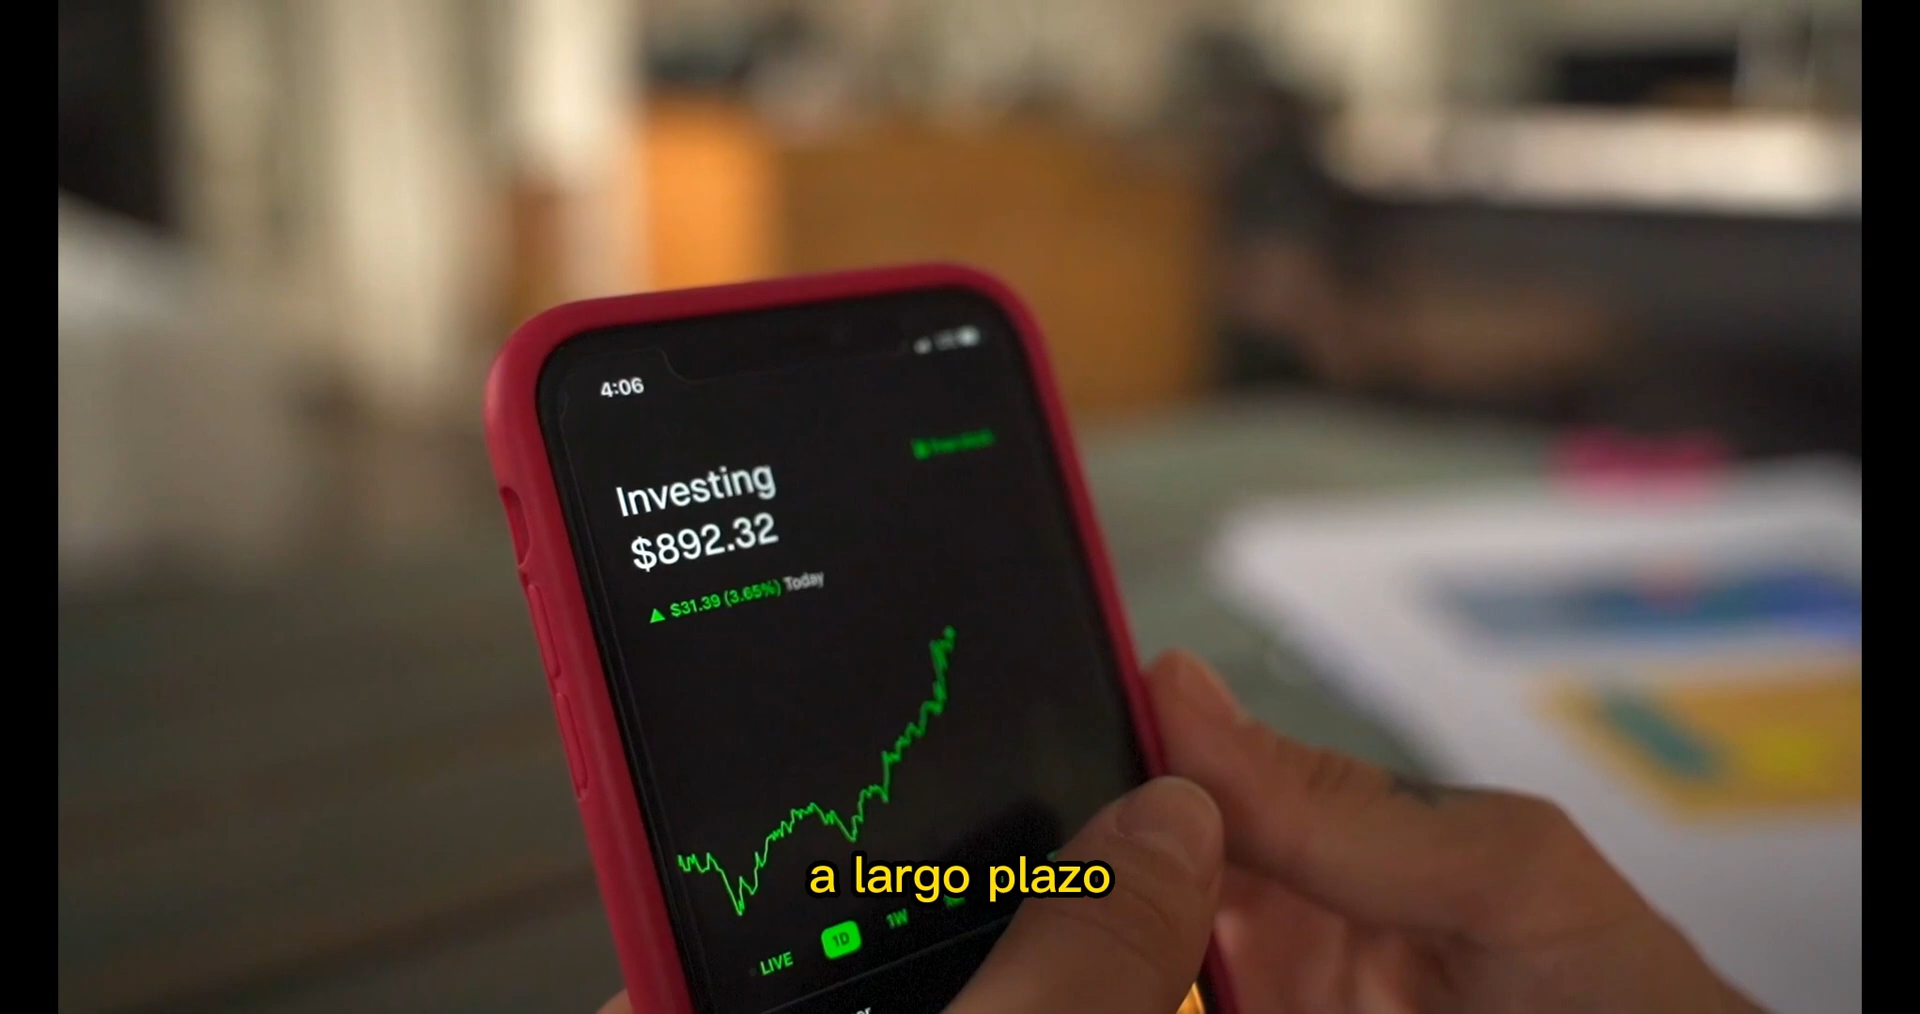 4:06
Investing
$892.32
▲ $31.39 (3.65%) Today
a largo plazo
LIVE
1D
1W